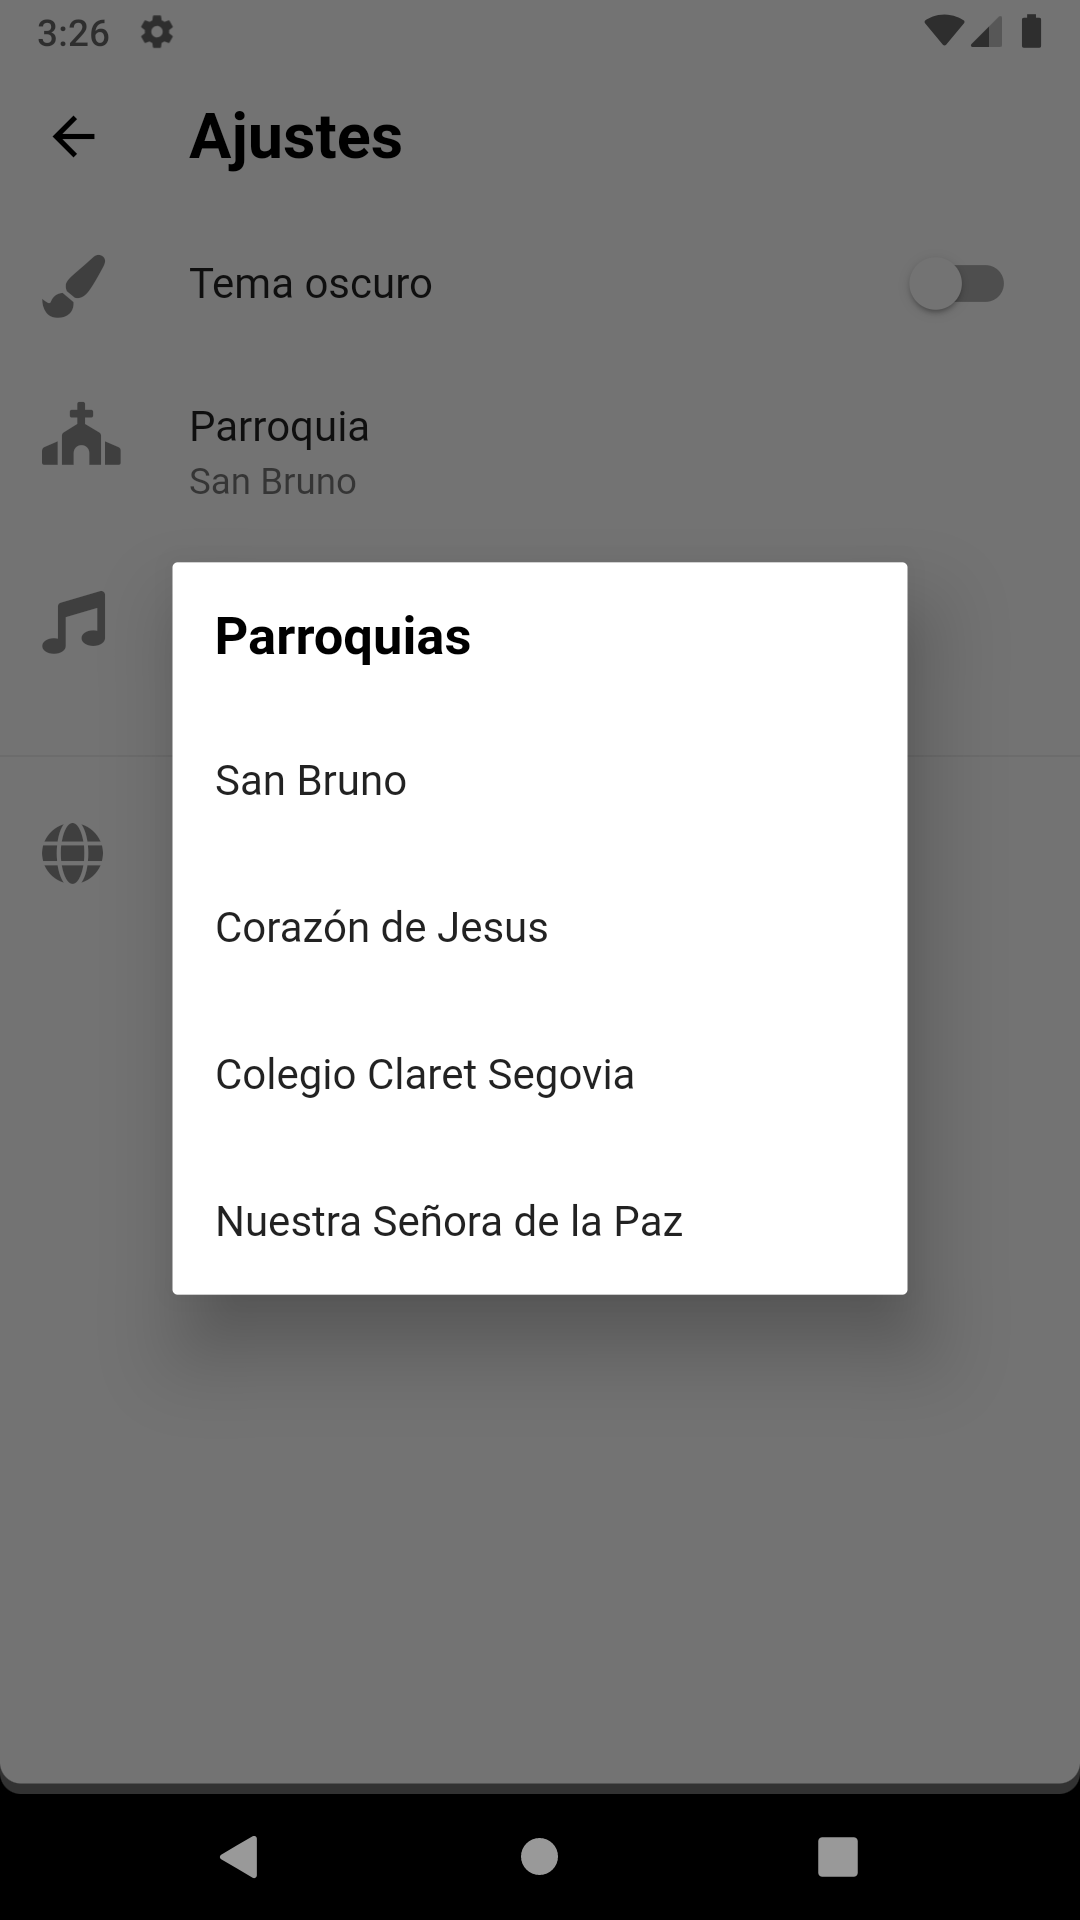 3:26
Ajustes
Tema oscuro
Parroquia
San Bruno
Parroquias
San Bruno
Corazón de Jesus
Colegio Claret Segovia
Nuestra Señora de la Paz